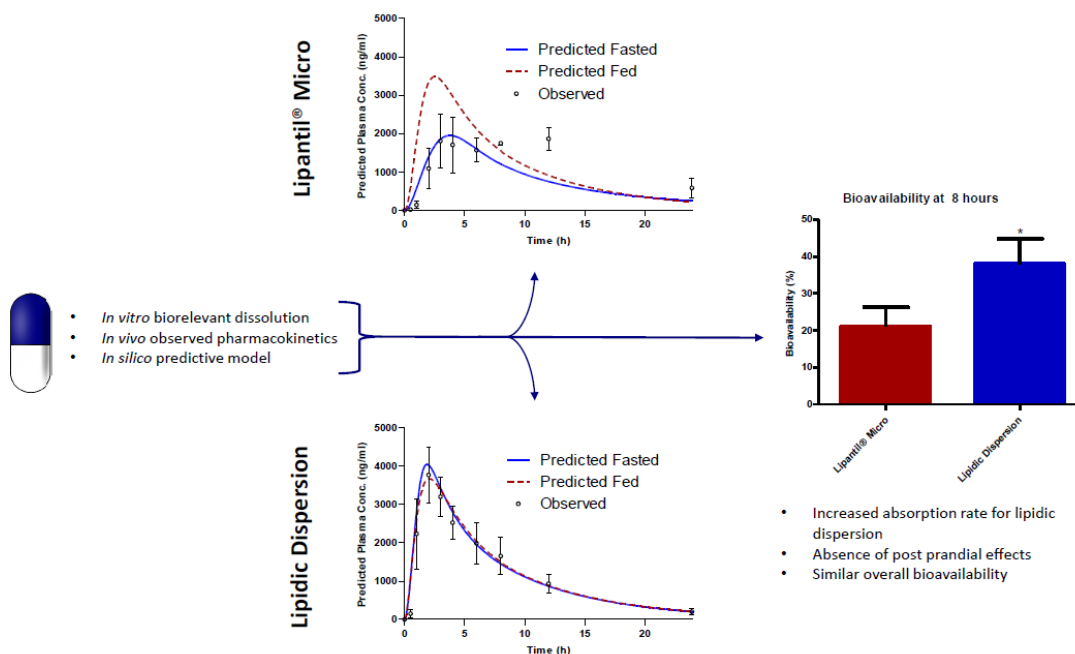 Lipantil® Micro
5000
4000
3000
2000
1000
0
Predicted Plasma Conc. (ng/ml)
Predicted Fasted
Predicted Fed
Observed
0 5 10 15 20
Time (h)
• In vitro biorelevant dissolution
• In vivo observed pharmacokinetics
• In silico predictive model
Lipidic Dispersion
5000
4000
3000
2000
1000
0
Predicted Plasma Conc. (ng/ml)
Predicted Fasted
Predicted Fed
Observed
0 5 10 15 20
Time (h)
Bioavailability at 8 hours
50
40
30
20
10
0
Bioavailability (%)
*
Lipantil® Micro
Lipidic Dispersion
• Increased absorption rate for lipidic
dispersion
• Absence of post prandial effects
• Similar overall bioavailability